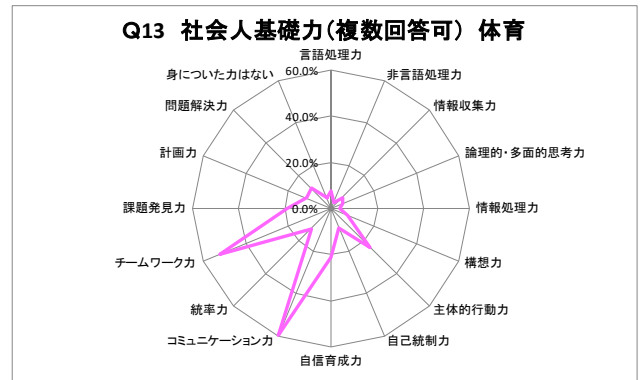 Q13 社会人基礎力（複数回答可） 体育
言語処理力
非言語処理力
情報収集力
論理的・多面的思考力
情報処理力
構想力
主体的行動力
自己統制力
自信育成力
コミュニケーション力
統率力
チームワーク力
課題発見力
計画力
問題解決力
身についた力はない
60.0%
40.0%
20.0%
0.0%